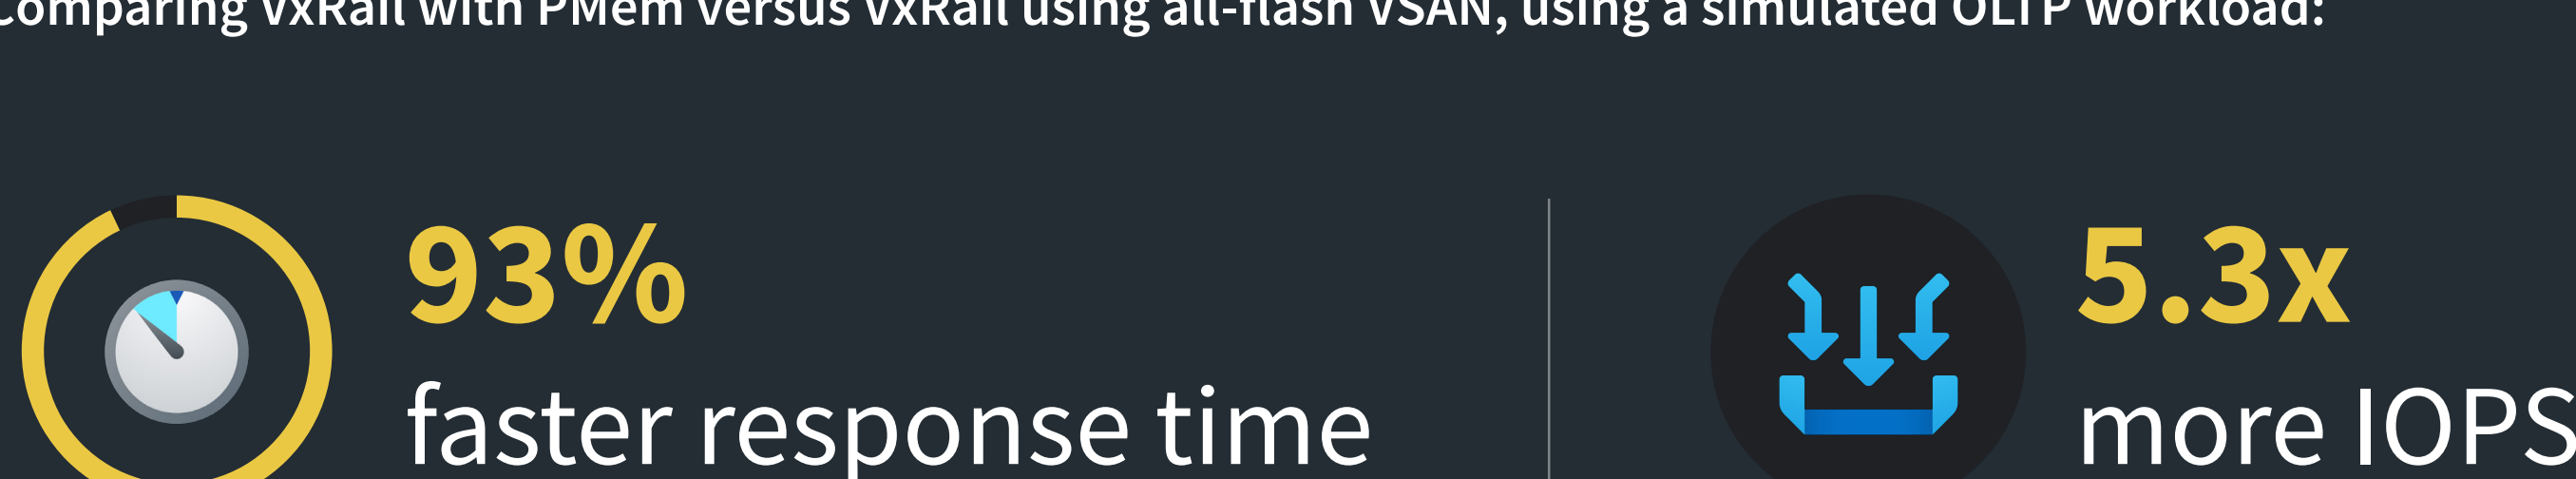 Comparing VxRail with PMem versus VxRail using all-flash VSAN, using a simulated OLTP workload:
93%
faster response time
5.3x
more IOPS